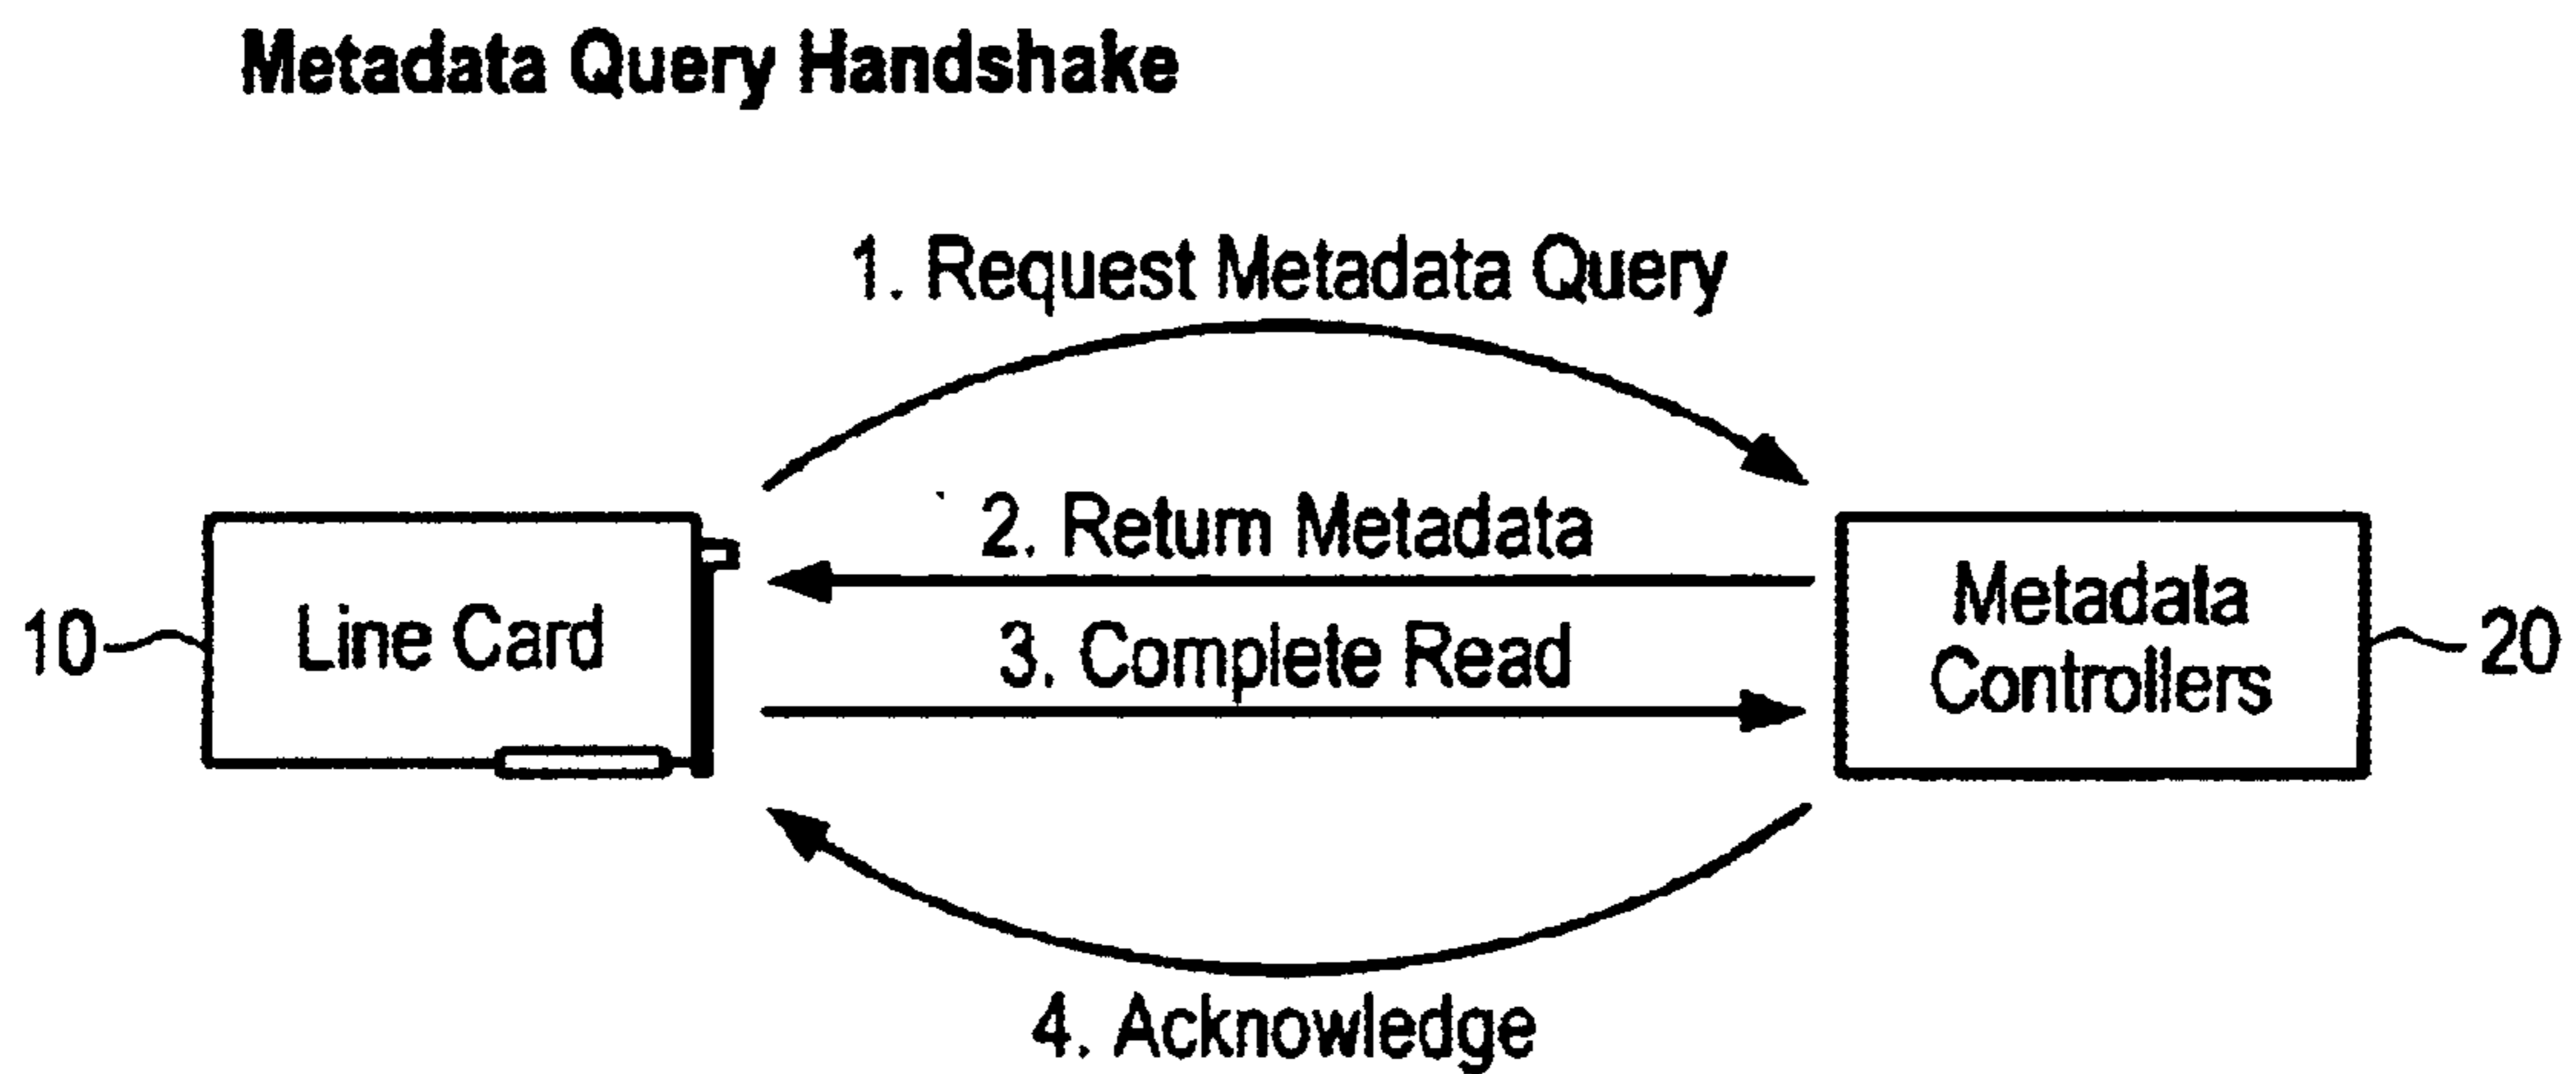 Metadata Query Handshake
1. Request Metadata Query
2. Return Metadata
3. Complete Read
10
Line Card
Metadata
Controllers
20
4. Acknowledge